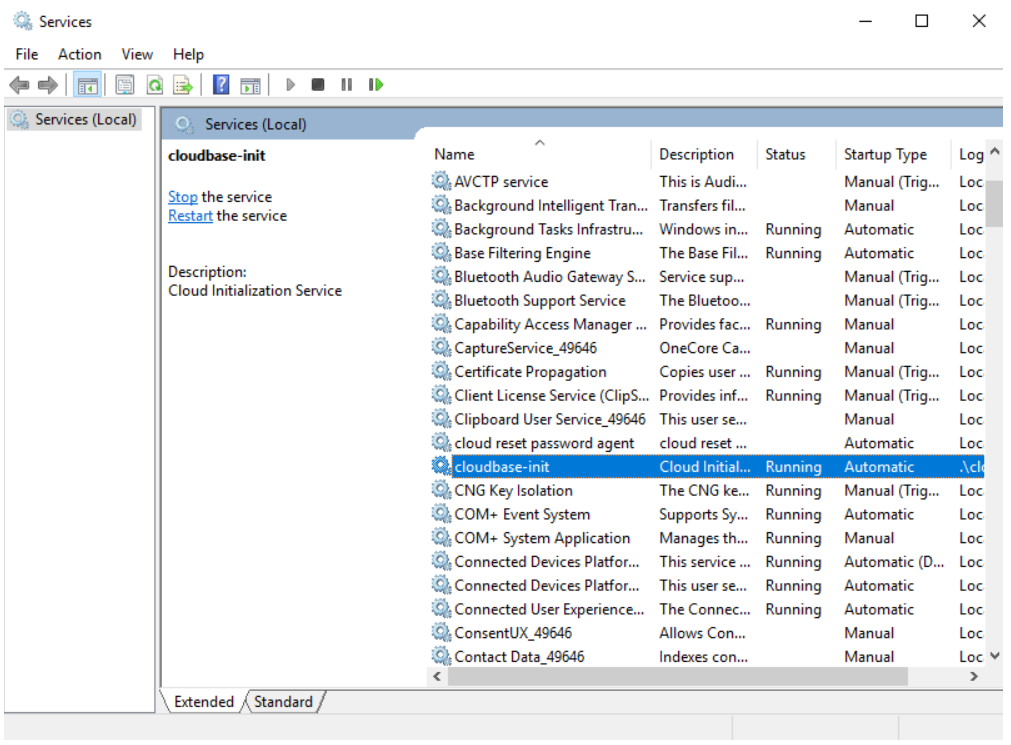 Services
File Action View Help
Services (Local)
Services (Local)
cloudbase-init
Stop the service
Restart the service
Description:
Cloud Initialization Service
Name Description Status Startup Type Log
AVCTP service This is Audi... Manual (Trig... Loc
Background Intelligent Tran... Transfers fil... Manual Loc
Background Tasks Infrastru... Windows in... Running Automatic Loc
Base Filtering Engine The Base Fil... Running Automatic Loc
Bluetooth Audio Gateway S... Service sup... Manual (Trig... Loc
Bluetooth Support Service The Bluetoo... Manual (Trig... Loc
Capability Access Manager ... Provides fac... Running Manual Loc
CaptureService_49646 OneCore Ca... Manual Loc
Certificate Propagation Copies user ... Running Manual (Trig... Loc
Client License Service (ClipS... Provides inf... Running Manual (Trig... Loc
Clipboard User Service_49646 This user se... Manual Loc
cloud reset password agent cloud reset ... Automatic Loc
cloudbase-init Cloud Initial... Running Automatic .\clo
CNG Key Isolation The CNG ke... Running Manual (Trig... Loc
COM+ Event System Supports Sy... Running Automatic Loc
COM+ System Application Manages th... Running Manual Loc
Connected Devices Platfor... This service ... Running Automatic (D... Loc
Connected Devices Platfor... This user se... Running Automatic Loc
Connected User Experience... The Connec... Running Automatic Loc
ConsentUX_49646 Allows Con... Manual Loc
Contact Data_49646 Indexes con... Manual Loc
Extended Standard